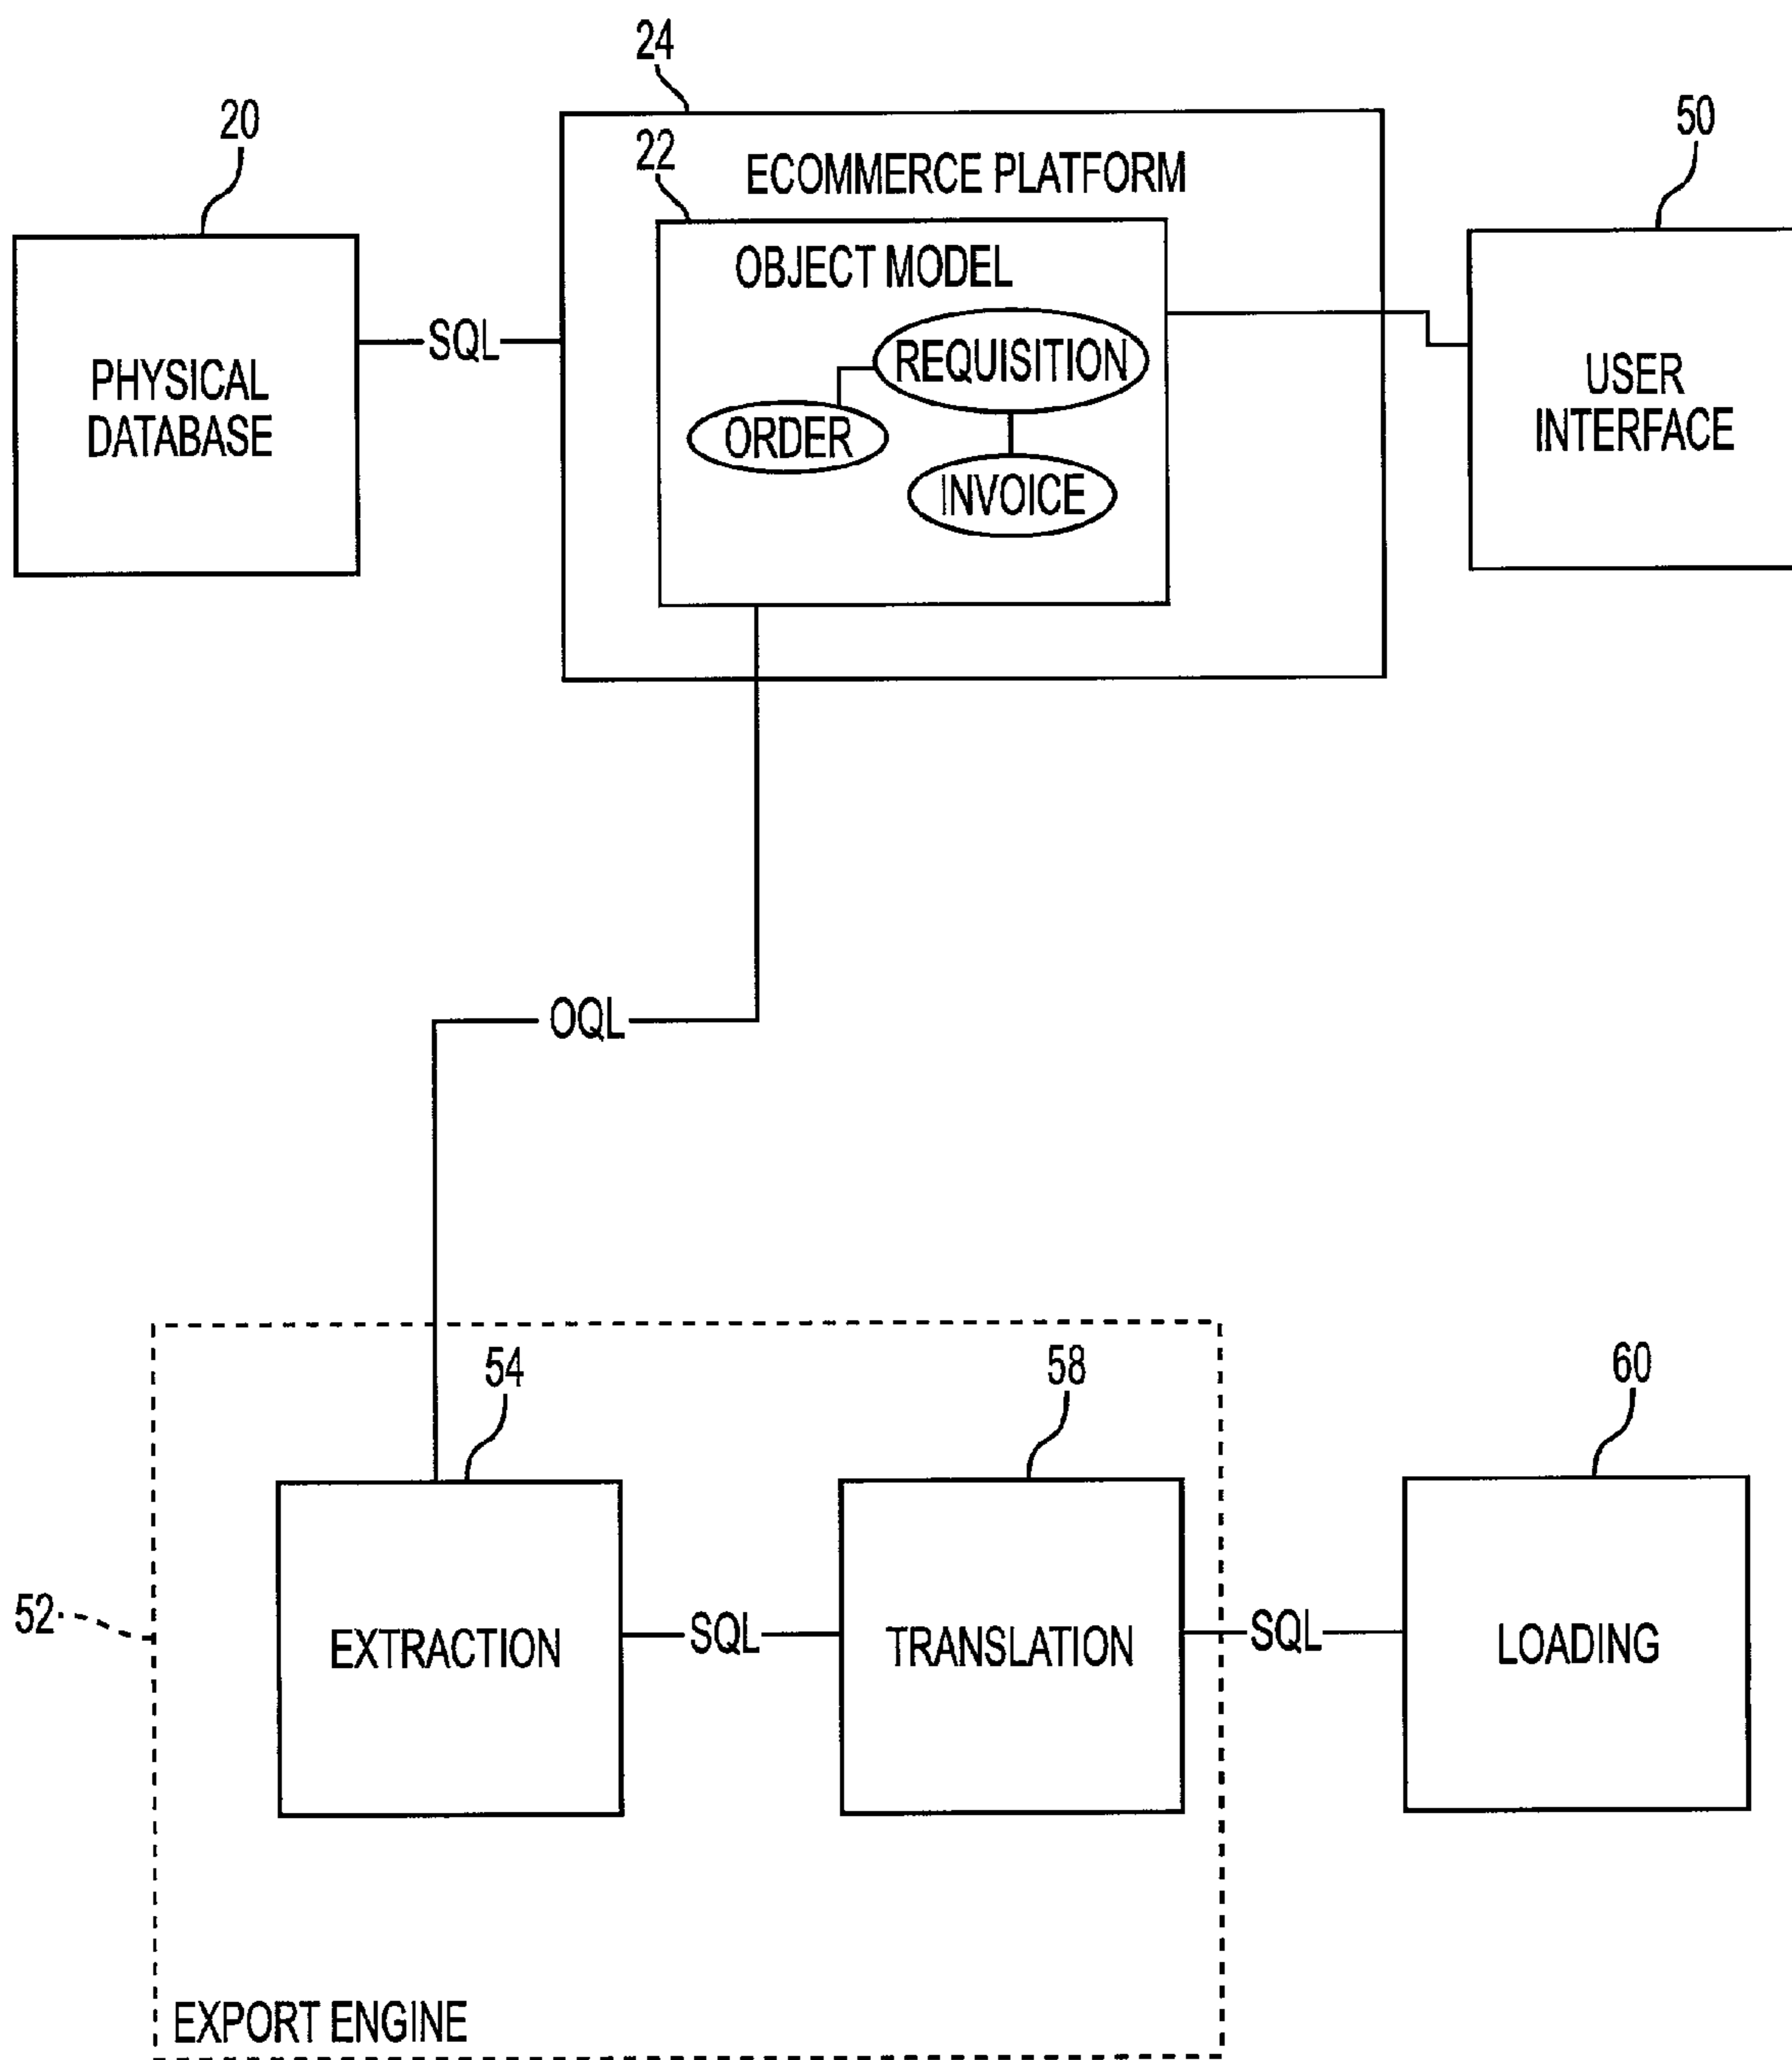 24
20
22
50
ECOMMERCE PLATFORM
OBJECT MODEL
REQUISITION
ORDER
INVOICE
SQL
PHYSICAL
DATABASE
USER
INTERFACE
OQL
54
58
60
52
EXTRACTION
SQL
TRANSLATION
SQL
LOADING
EXPORT ENGINE